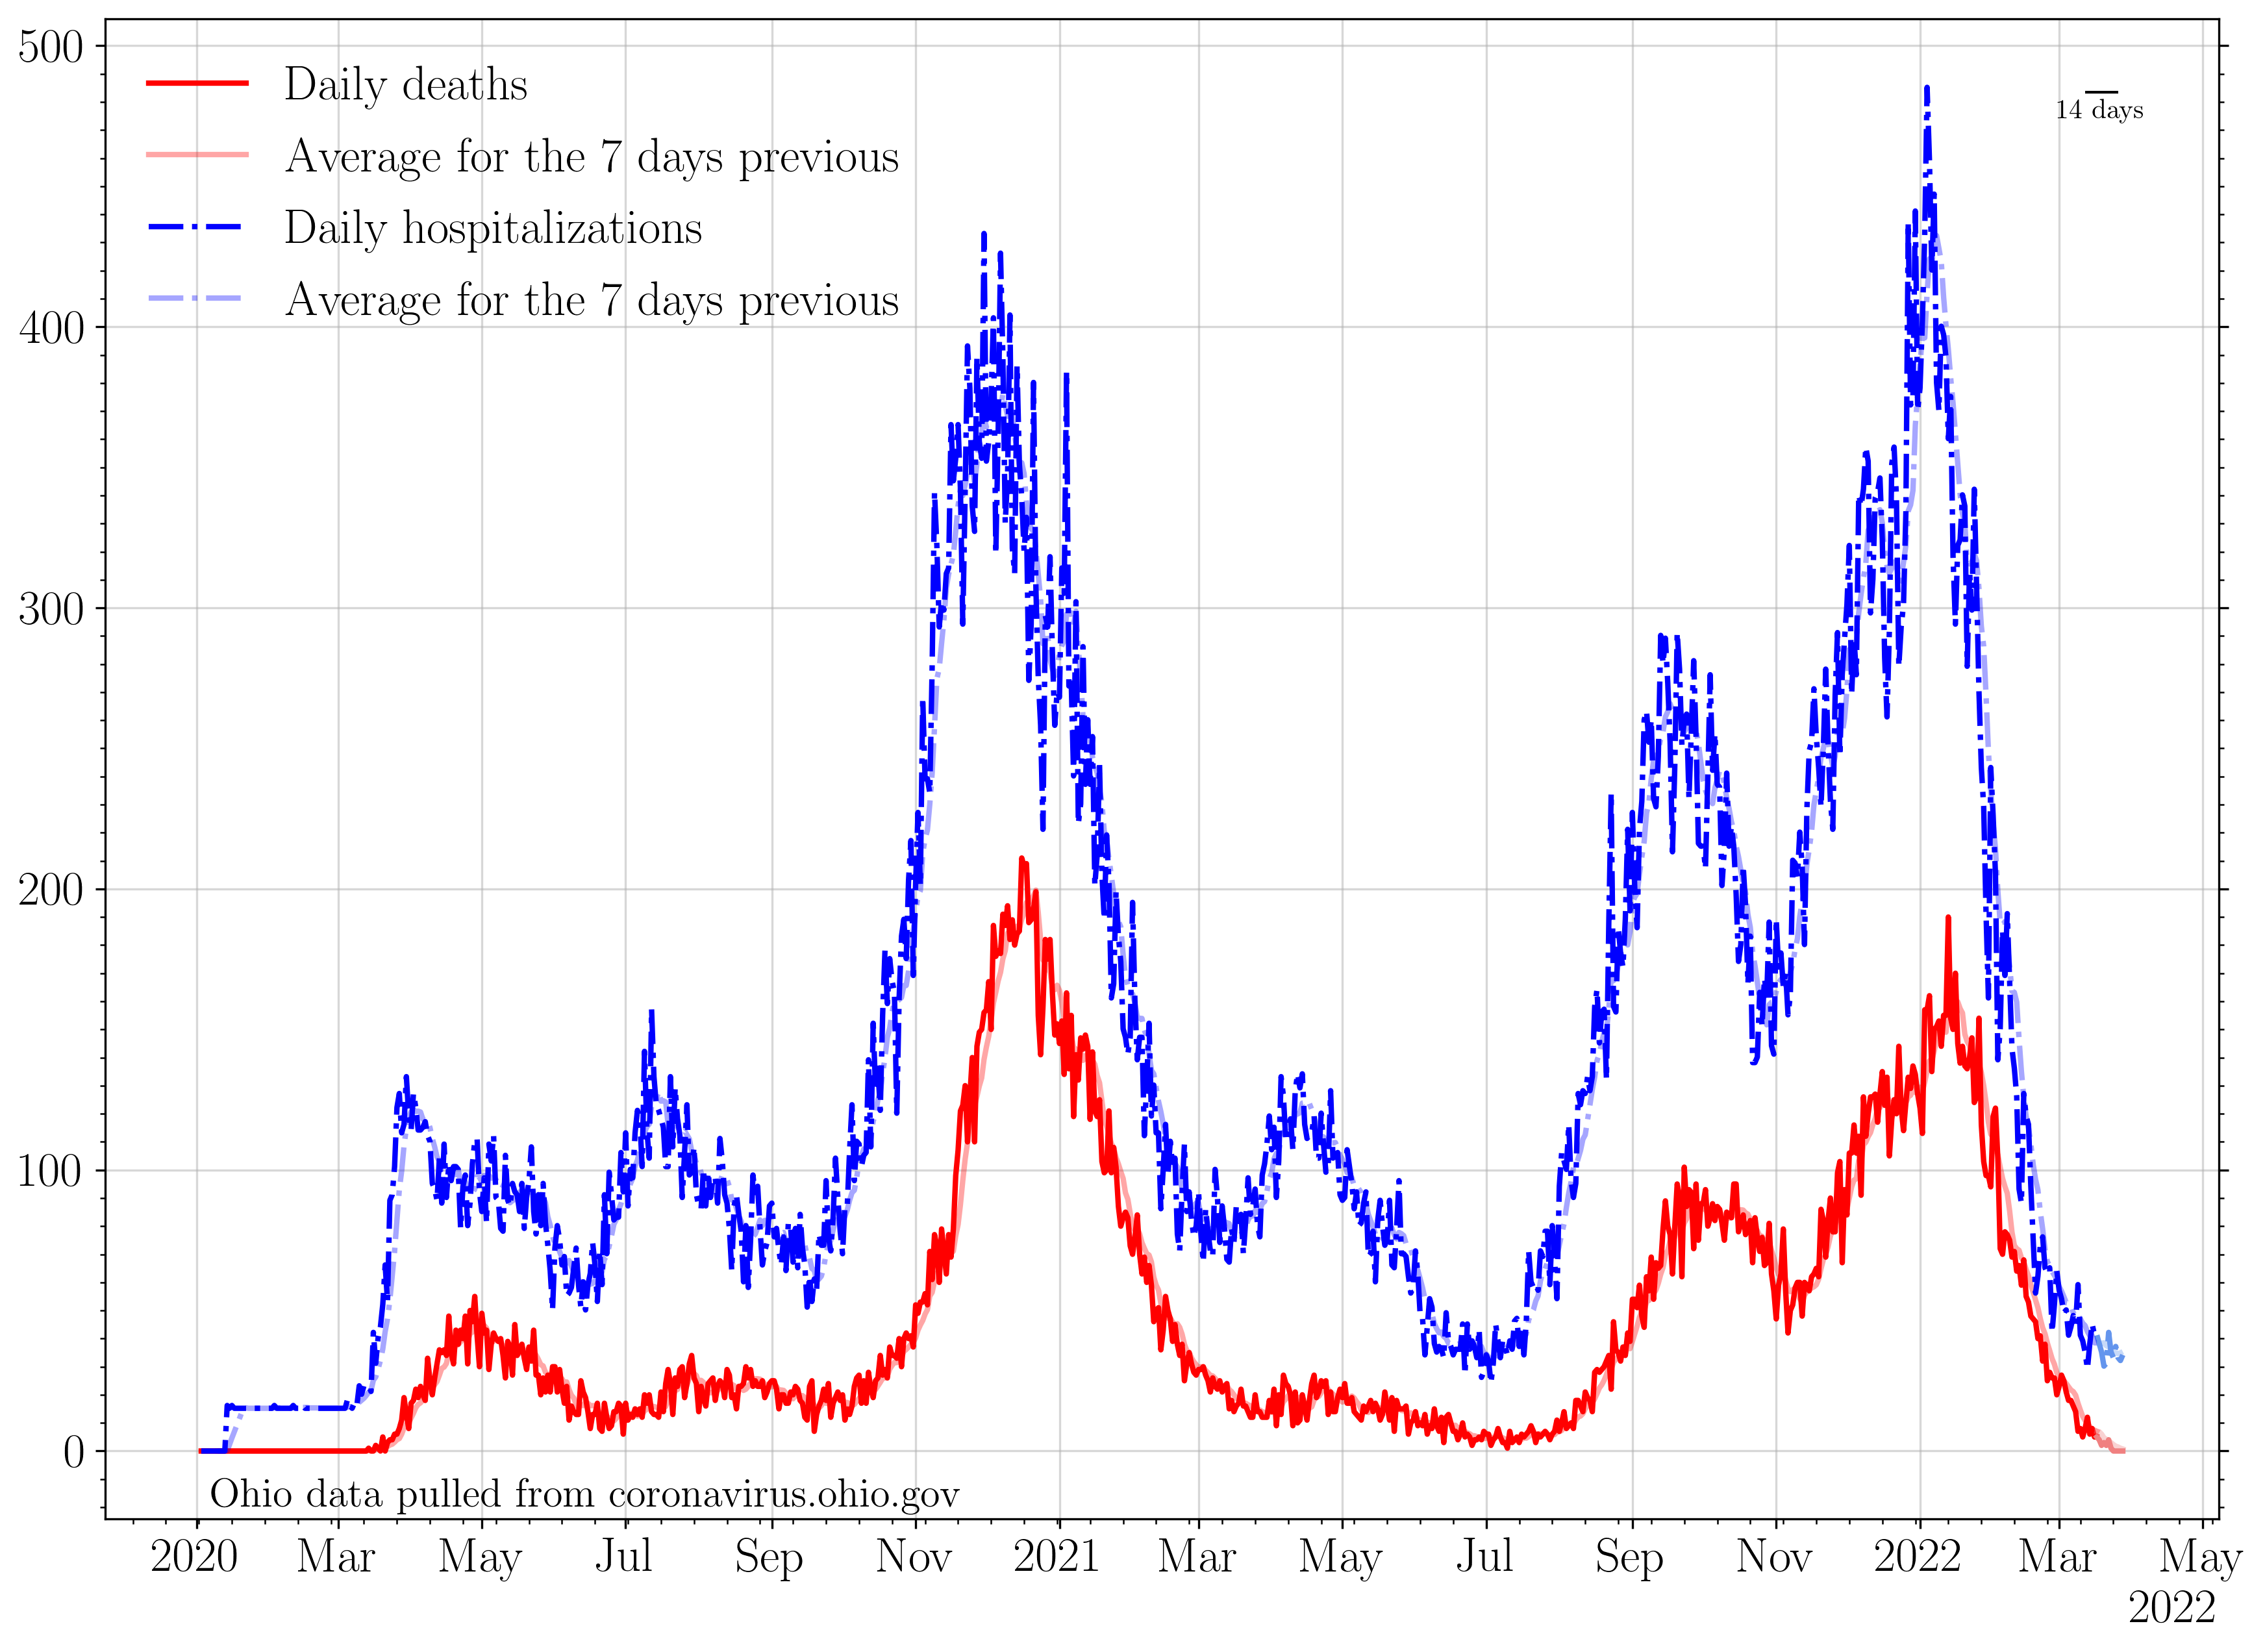 500
400
300
200
100
0
Daily deaths
Average for the 7 days previous
Daily hospitalizations
Average for the 7 days previous
14 days
Ohio data pulled from coronavirus.ohio.gov
2020 Mar May Jul Sep Nov 2021 Mar May Jul Sep Nov 2022 Mar May
2022